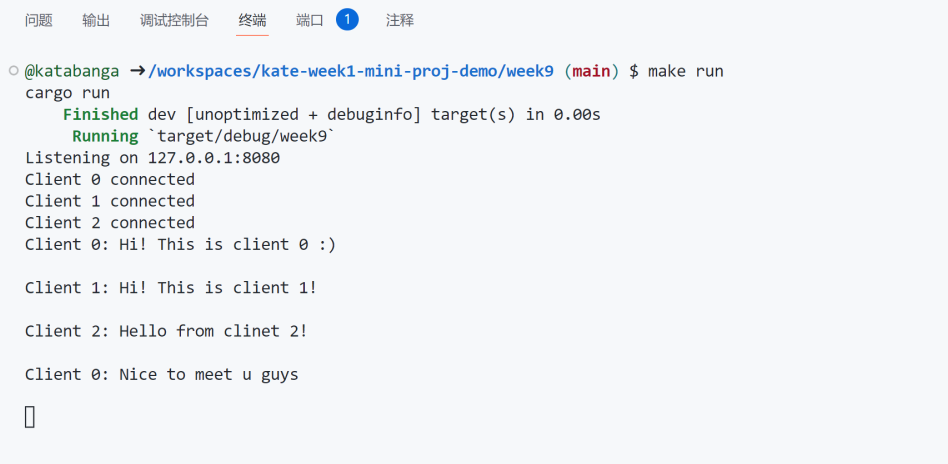 问题 输出 调试控制台 终端 端口 1 注释
@katabanga ➜/workspaces/kate-week1-mini-proj-demo/week9 (main) $ make run
cargo run
Finished dev [unoptimized + debuginfo] target(s) in 0.00s
Running `target/debug/week9`
Listening on 127.0.0.1:8080
Client 0 connected
Client 1 connected
Client 2 connected
Client 0: Hi! This is client 0 :)
Client 1: Hi! This is client 1!
Client 2: Hello from clinet 2!
Client 0: Nice to meet u guys